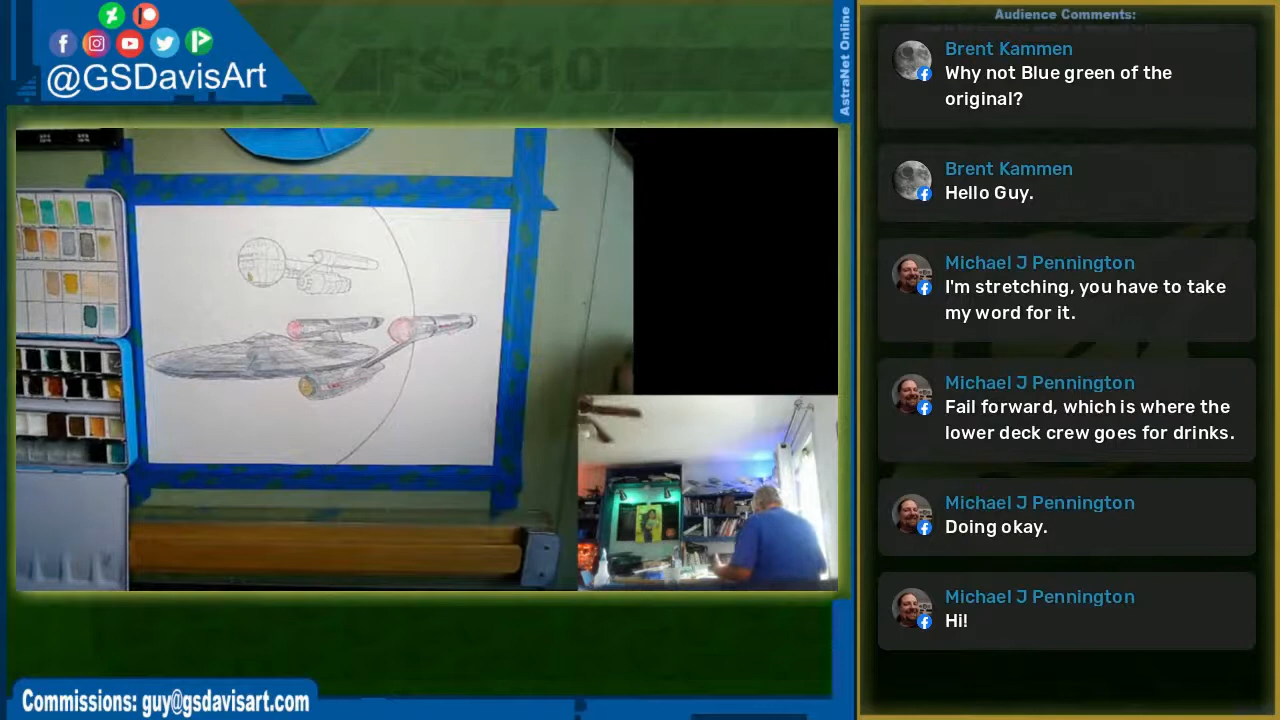 @GSDavisArt
AstraNet Online
Audience Comments:
Brent Kammen
Why not Blue green of the
original?
Brent Kammen
Hello Guy.
Michael J Pennington
I'm stretching, you have to take
my word for it.
Michael J Pennington
Fail forward, which is where the
lower deck crew goes for drinks.
Michael J Pennington
Doing okay.
Michael J Pennington
Hi!
Commissions: guy@gsdavisart.com